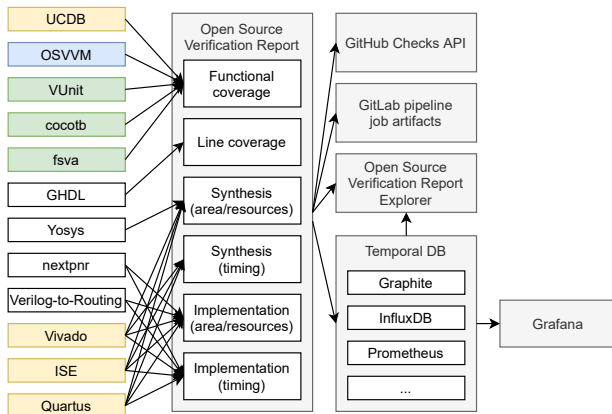 UCDB
OSVVM
VUnit
cocotb
fsva
GHDL
Yosys
nextpnr
Verilog-to-Routing
Vivado
ISE
Quartus
Open Source
Verification Report
Functional
coverage
Line coverage
Synthesis
(area/resources)
Synthesis
(timing)
Implementation
(area/resources)
Implementation
(timing)
GitHub Checks API
GitLab pipeline
job artifacts
Open Source
Verification Report
Explorer
Temporal DB
Graphite
InfluxDB
Prometheus
...
Grafana